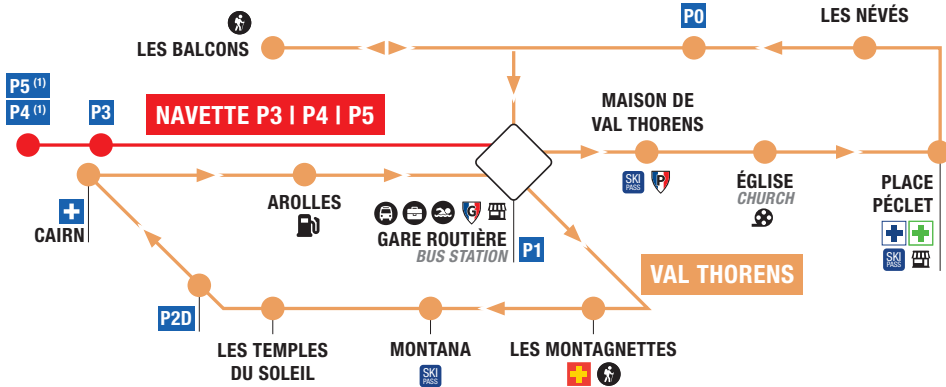 P0
LES NÉVÉS
LES BALCONS
P5 (1)
P4 (1)
P3
NAVETTE P3 I P4 I P5
MAISON DE
VAL THORENS
SKI
PASS
P
ÉGLISE
CHURCH
PLACE
PÉCLET
SKI
PASS
AROLLES
CAIRN
G
GARE ROUTIÈRE
BUS STATION
P1
VAL THORENS
P2D
LES TEMPLES
DU SOLEIL
MONTANA
SKI
PASS
LES MONTAGNETTES